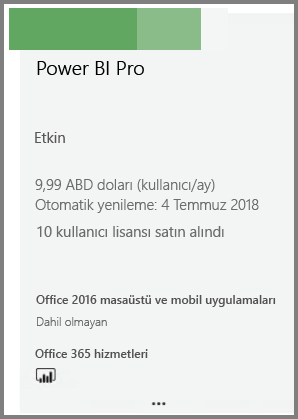 Power BI Pro
Etkin
9,99 ABD doları (kullanıcı/ay)
Otomatik yenileme: 4 Temmuz 2018
10 kullanıcı lisansı satın alındı
Office 2016 masaüstü ve mobil uygulamaları
Dahil olmayan
Office 365 hizmetleri